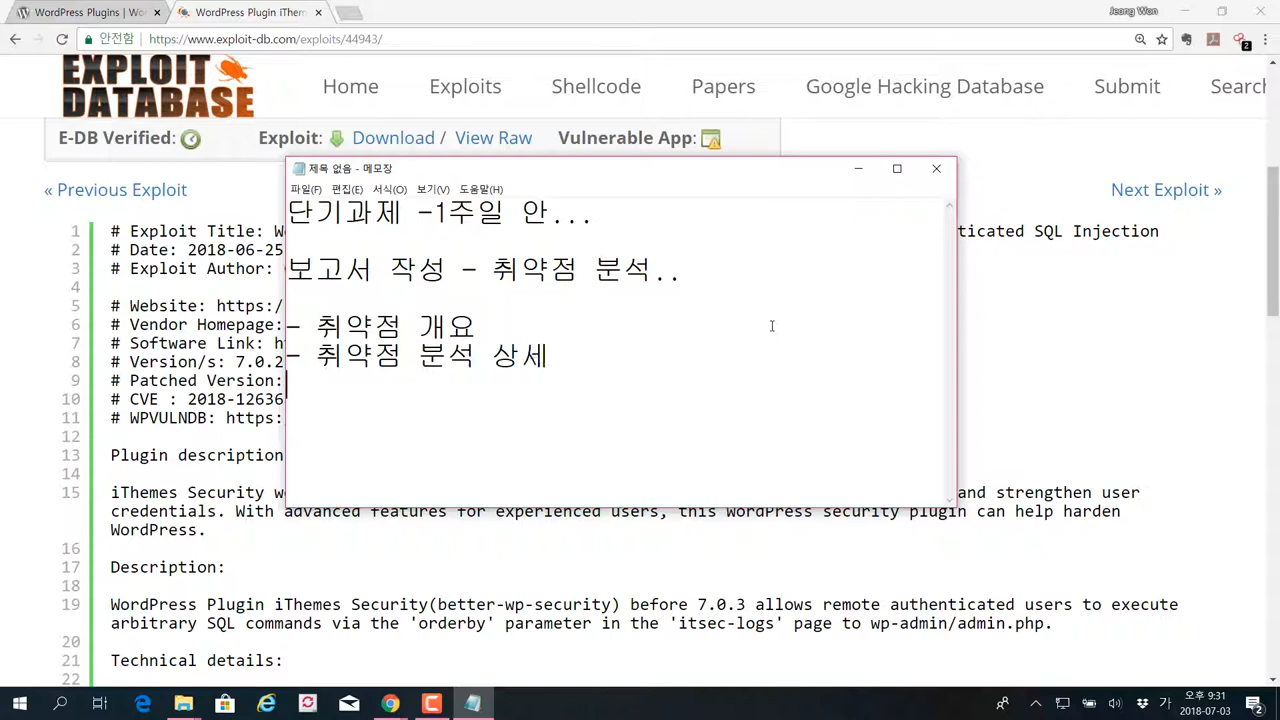 WordPress Plugins | Wo
WordPress Plugin iThem
Jeong Won
안전함 https://www.exploit-db.com/exploits/44943/
EXPLOIT DATABASE
Home Exploits Shellcode Papers Google Hacking Database Submit Search
E-DB Verified: Exploit: Download / View Raw Vulnerable App:
« Previous Exploit
Next Exploit »
제목 없음 - 메모장
파일(F) 편집(E) 서식(O) 보기(V) 도움말(H)
단기과제 -1주일 안...
보고서 작성 - 취약점 분석..
- 취약점 개요
- 취약점 분석 상세
1 # Exploit Title: W ticated SQL Injection
2 # Date: 2018-06-25
3 # Exploit Author:
4
5 # Website: https:/
6 # Vendor Homepage:
7 # Software Link: h
8 # Version/s: 7.0.2
9 # Patched Version:
10 # CVE : 2018-12636
11 # WPVULNDB: https:
12
13 Plugin description
14
15 iThemes Security w and strengthen user
credentials. With advanced features for experienced users, this WordPress security plugin can help harden
WordPress.
16
17 Description:
18
19 WordPress Plugin iThemes Security(better-wp-security) before 7.0.3 allows remote authenticated users to execute
arbitrary SQL commands via the 'orderby' parameter in the 'itsec-logs' page to wp-admin/admin.php.
20
21 Technical details:
22
가 오후 9:31
2018-07-03
2
2